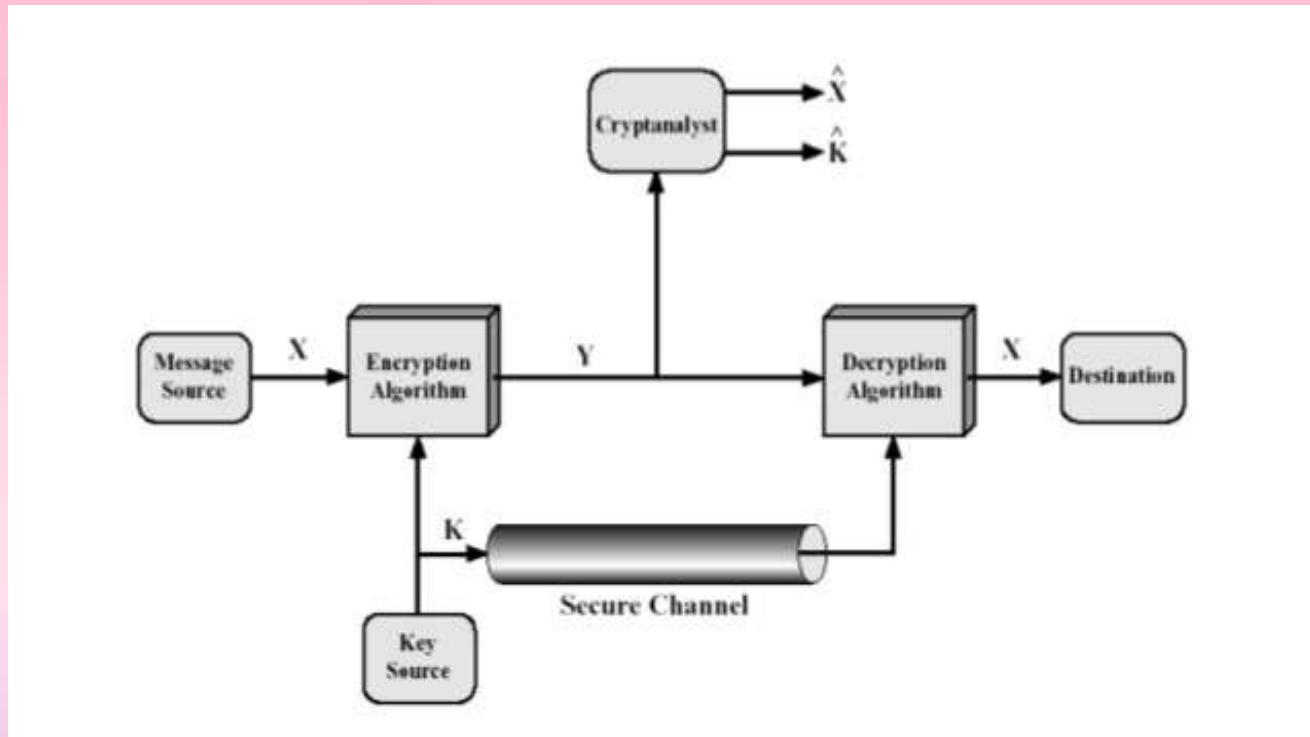 X̂
Cryptanalyst
K̂
Message
Source
X
Encryption
Algorithm
Y
Decryption
Algorithm
X
Destination
K
Secure Channel
Key
Source